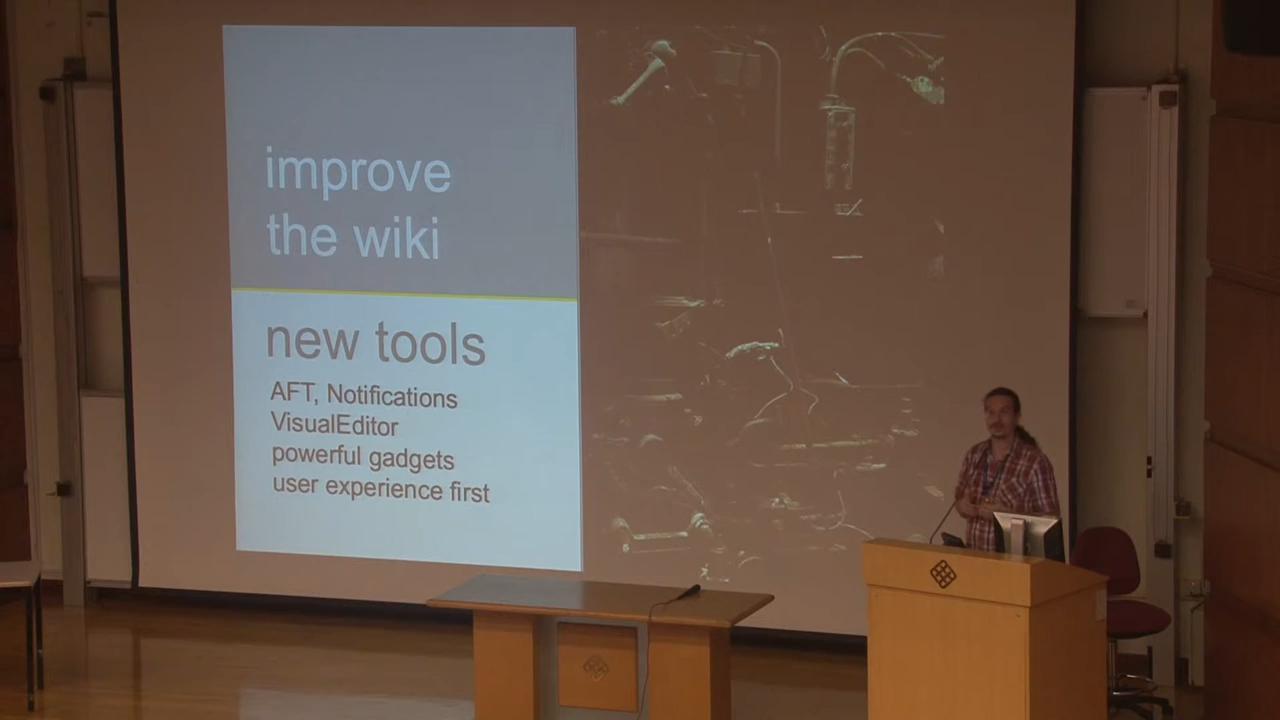 improve
the wiki
new tools
AFT, Notifications
VisualEditor
powerful gadgets
user experience first